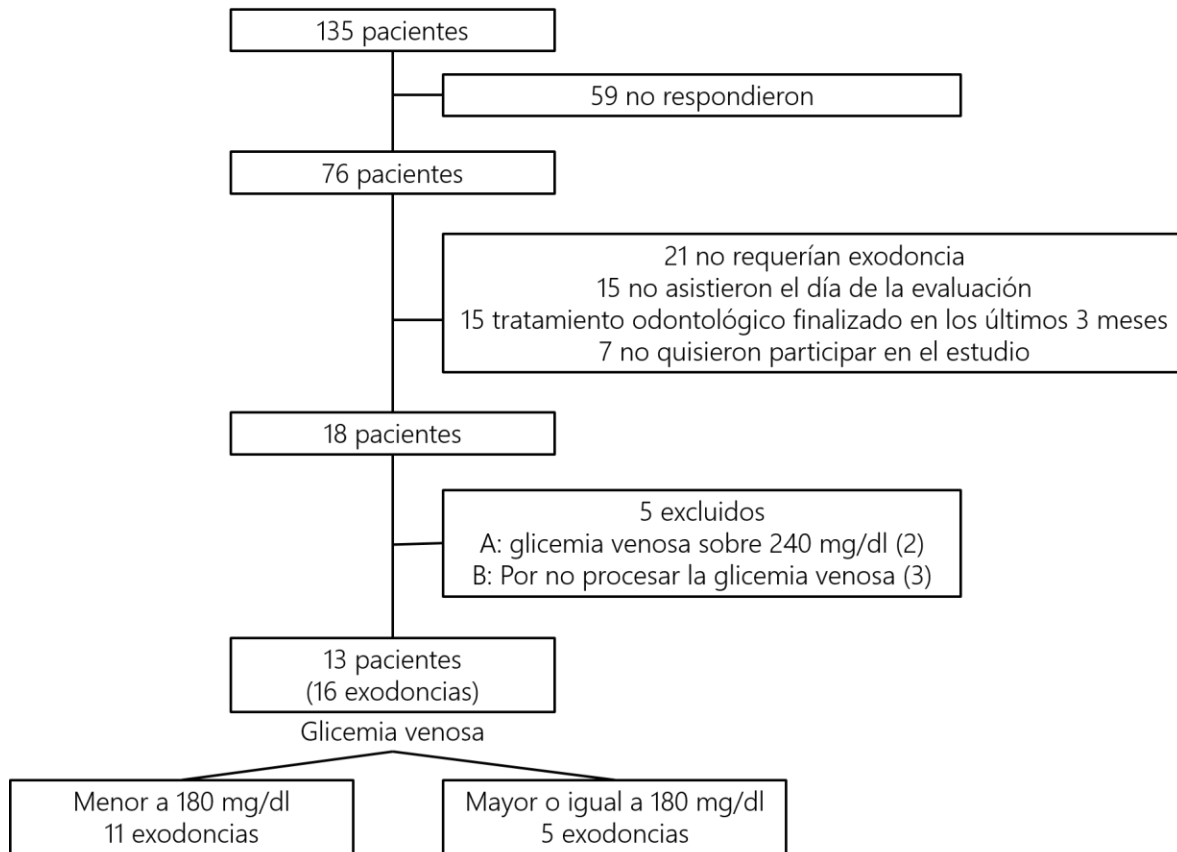 135 pacientes
59 no respondieron
76 pacientes
21 no requerían exodoncia
15 no asistieron el día de la evaluación
15 tratamiento odontológico finalizado en los últimos 3 meses
7 no quisieron participar en el estudio
18 pacientes
5 excluidos
A: glicemia venosa sobre 240 mg/dl (2)
B: Por no procesar la glicemia venosa (3)
13 pacientes
(16 exodoncias)
Glicemia venosa
Menor a 180 mg/dl
11 exodoncias
Mayor o igual a 180 mg/dl
5 exodoncias